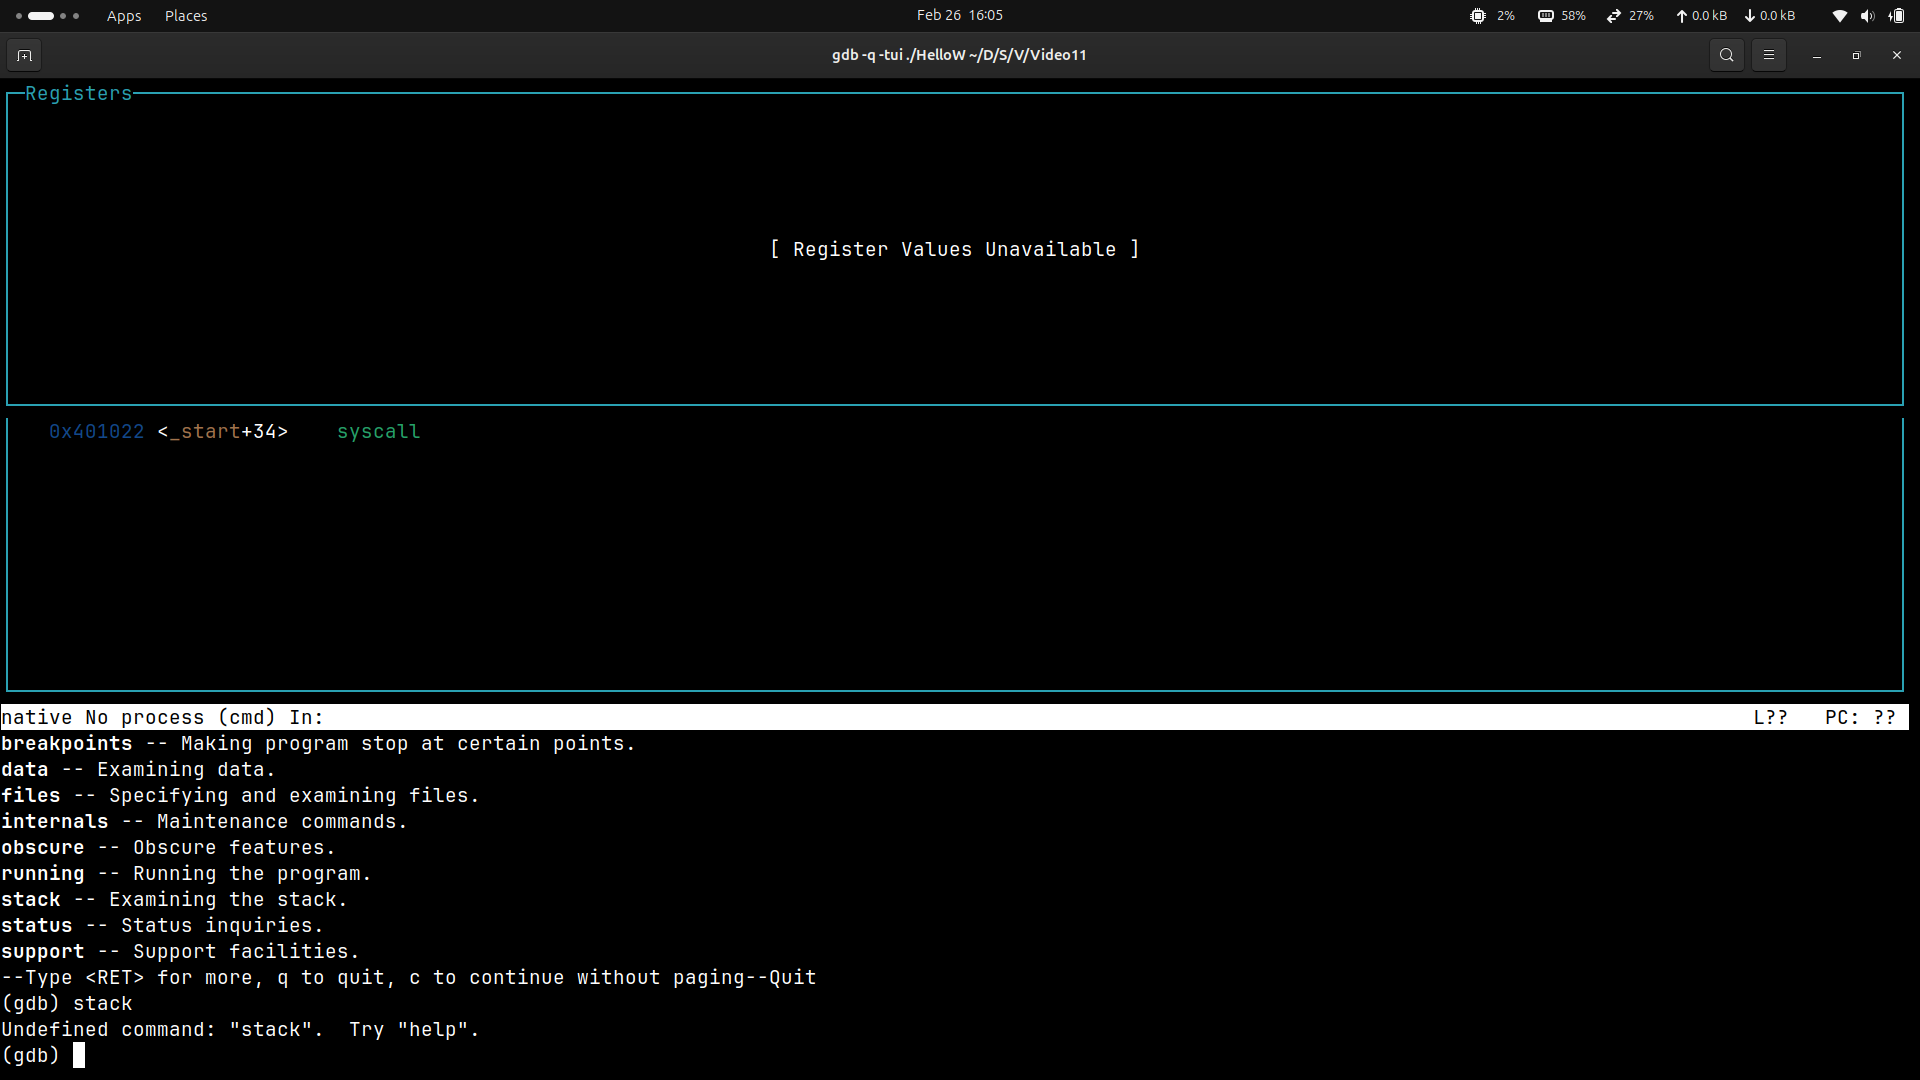 Apps Places Feb 26 16:05 2% 58% 27% 0.0 kB 0.0 kB
gdb -q -tui ./HelloW ~/D/S/V/Video11
Registers
[ Register Values Unavailable ]
0x401022 <_start+34> syscall
native No process (cmd) In: L?? PC: ??
breakpoints -- Making program stop at certain points.
data -- Examining data.
files -- Specifying and examining files.
internals -- Maintenance commands.
obscure -- Obscure features.
running -- Running the program.
stack -- Examining the stack.
status -- Status inquiries.
support -- Support facilities.
--Type <RET> for more, q to quit, c to continue without paging--Quit
(gdb) stack
Undefined command: "stack".  Try "help".
(gdb)